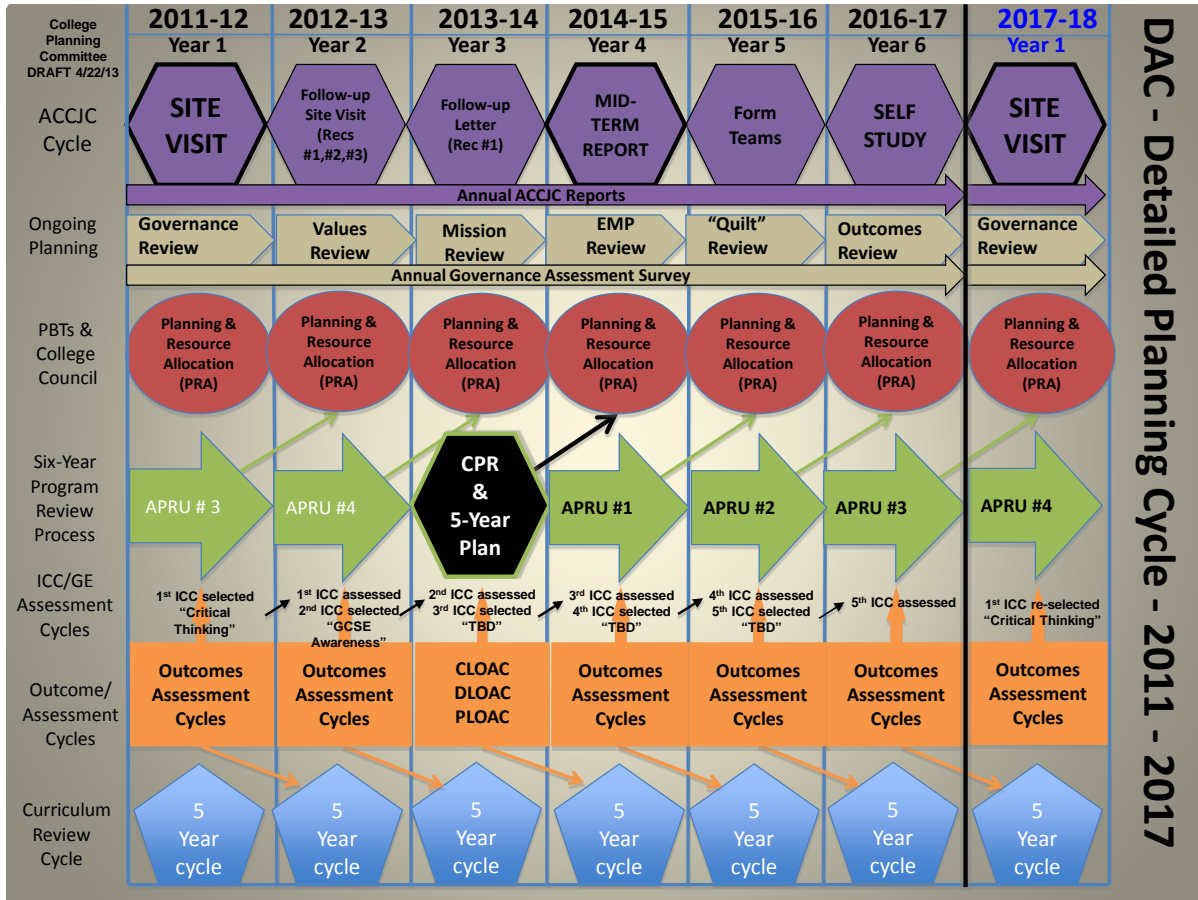 College
Planning
Committee
DRAFT 4/22/13
2011-12
Year 1
2012-13
Year 2
2013-14
Year 3
2014-15
Year 4
2015-16
Year 5
2016-17
Year 6
2017-18
Year 1
DAC - Detailed Planning Cycle - 2011 - 2017
ACCJC
Cycle
SITE
VISIT
Follow-up
Site Visit
(Recs
#1,#2,#3)
Follow-up
Letter
(Rec #1)
MID-
TERM
REPORT
Form
Teams
SELF
STUDY
SITE
VISIT
Annual ACCJC Reports
Ongoing
Planning
Governance
Review
Values
Review
Mission
Review
EMP
Review
“Quilt”
Review
Outcomes
Review
Governance
Review
Annual Governance Assessment Survey
PBTs &
College
Council
Planning &
Resource
Allocation
(PRA)
Planning &
Resource
Allocation
(PRA)
Planning &
Resource
Allocation
(PRA)
Planning &
Resource
Allocation
(PRA)
Planning &
Resource
Allocation
(PRA)
Planning &
Resource
Allocation
(PRA)
Planning &
Resource
Allocation
(PRA)
Six-Year
Program
Review
Process
APRU # 3
APRU #4
CPR
&
5-Year
Plan
APRU #1
APRU #2
APRU #3
APRU #4
ICC/GE
Assessment
Cycles
1st ICC selected
“Critical
Thinking”
1st ICC assessed
2nd ICC selected
“GCSE
Awareness”
2nd ICC assessed
3rd ICC selected
“TBD”
3rd ICC assessed
4th ICC selected
“TBD”
4th ICC assessed
5th ICC selected
“TBD”
5th ICC assessed
1st ICC re-selected
“Critical Thinking”
Outcome/
Assessment
Cycles
Outcomes
Assessment
Cycles
Outcomes
Assessment
Cycles
CLOAC
DLOAC
PLOAC
Outcomes
Assessment
Cycles
Outcomes
Assessment
Cycles
Outcomes
Assessment
Cycles
Outcomes
Assessment
Cycles
Curriculum
Review
Cycle
5
Year
cycle
5
Year
cycle
5
Year
cycle
5
Year
cycle
5
Year
cycle
5
Year
cycle
5
Year
cycle